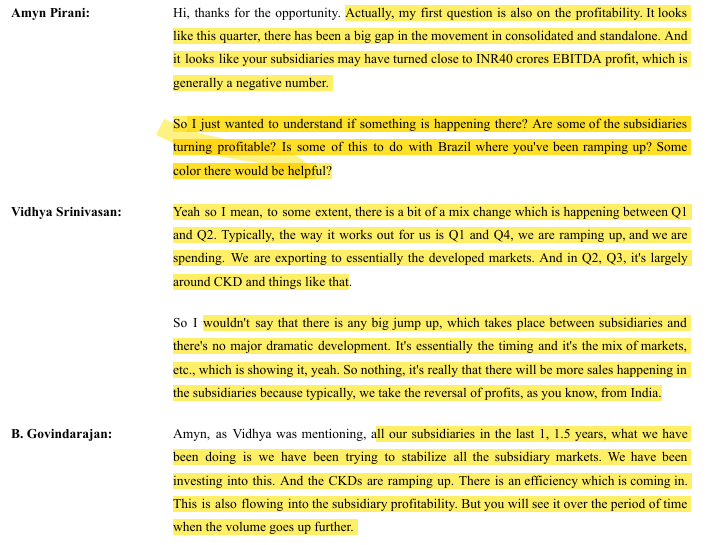 Amyn Pirani: Hi, thanks for the opportunity. Actually, my first question is also on the profitability. It looks
like this quarter, there has been a big gap in the movement in consolidated and standalone. And
it looks like your subsidiaries may have turned close to INR40 crores EBITDA profit, which is
generally a negative number.
So I just wanted to understand if something is happening there? Are some of the subsidiaries
turning profitable? Is some of this to do with Brazil where you've been ramping up? Some
color there would be helpful?
Vidhya Srinivasan: Yeah so I mean, to some extent, there is a bit of a mix change which is happening between Q1
and Q2. Typically, the way it works out for us is Q1 and Q4, we are ramping up, and we are
spending. We are exporting to essentially the developed markets. And in Q2, Q3, it's largely
around CKD and things like that.
So I wouldn't say that there is any big jump up, which takes place between subsidiaries and
there's no major dramatic development. It's essentially the timing and it's the mix of markets,
etc., which is showing it, yeah. So nothing, it's really that there will be more sales happening in
the subsidiaries because typically, we take the reversal of profits, as you know, from India.
B. Govindarajan: Amyn, as Vidhya was mentioning, all our subsidiaries in the last 1, 1.5 years, what we have
been doing is we have been trying to stabilize all the subsidiary markets. We have been
investing into this. And the CKDs are ramping up. There is an efficiency which is coming in.
This is also flowing into the subsidiary profitability. But you will see it over the period of time
when the volume goes up further.